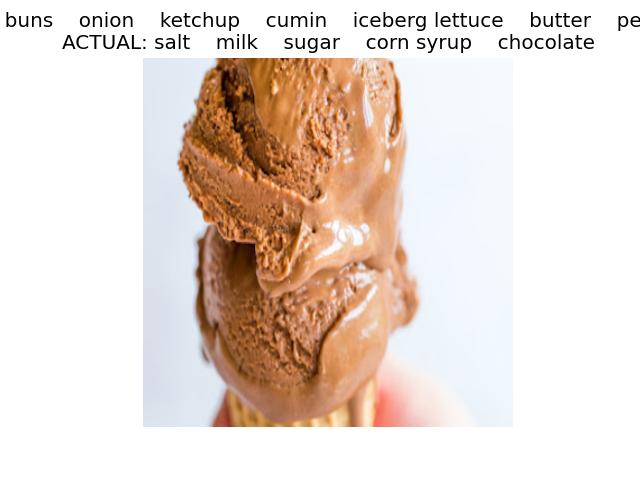 buns onion ketchup cumin iceberg lettuce butter
ACTUAL: salt milk sugar corn syrup chocolate